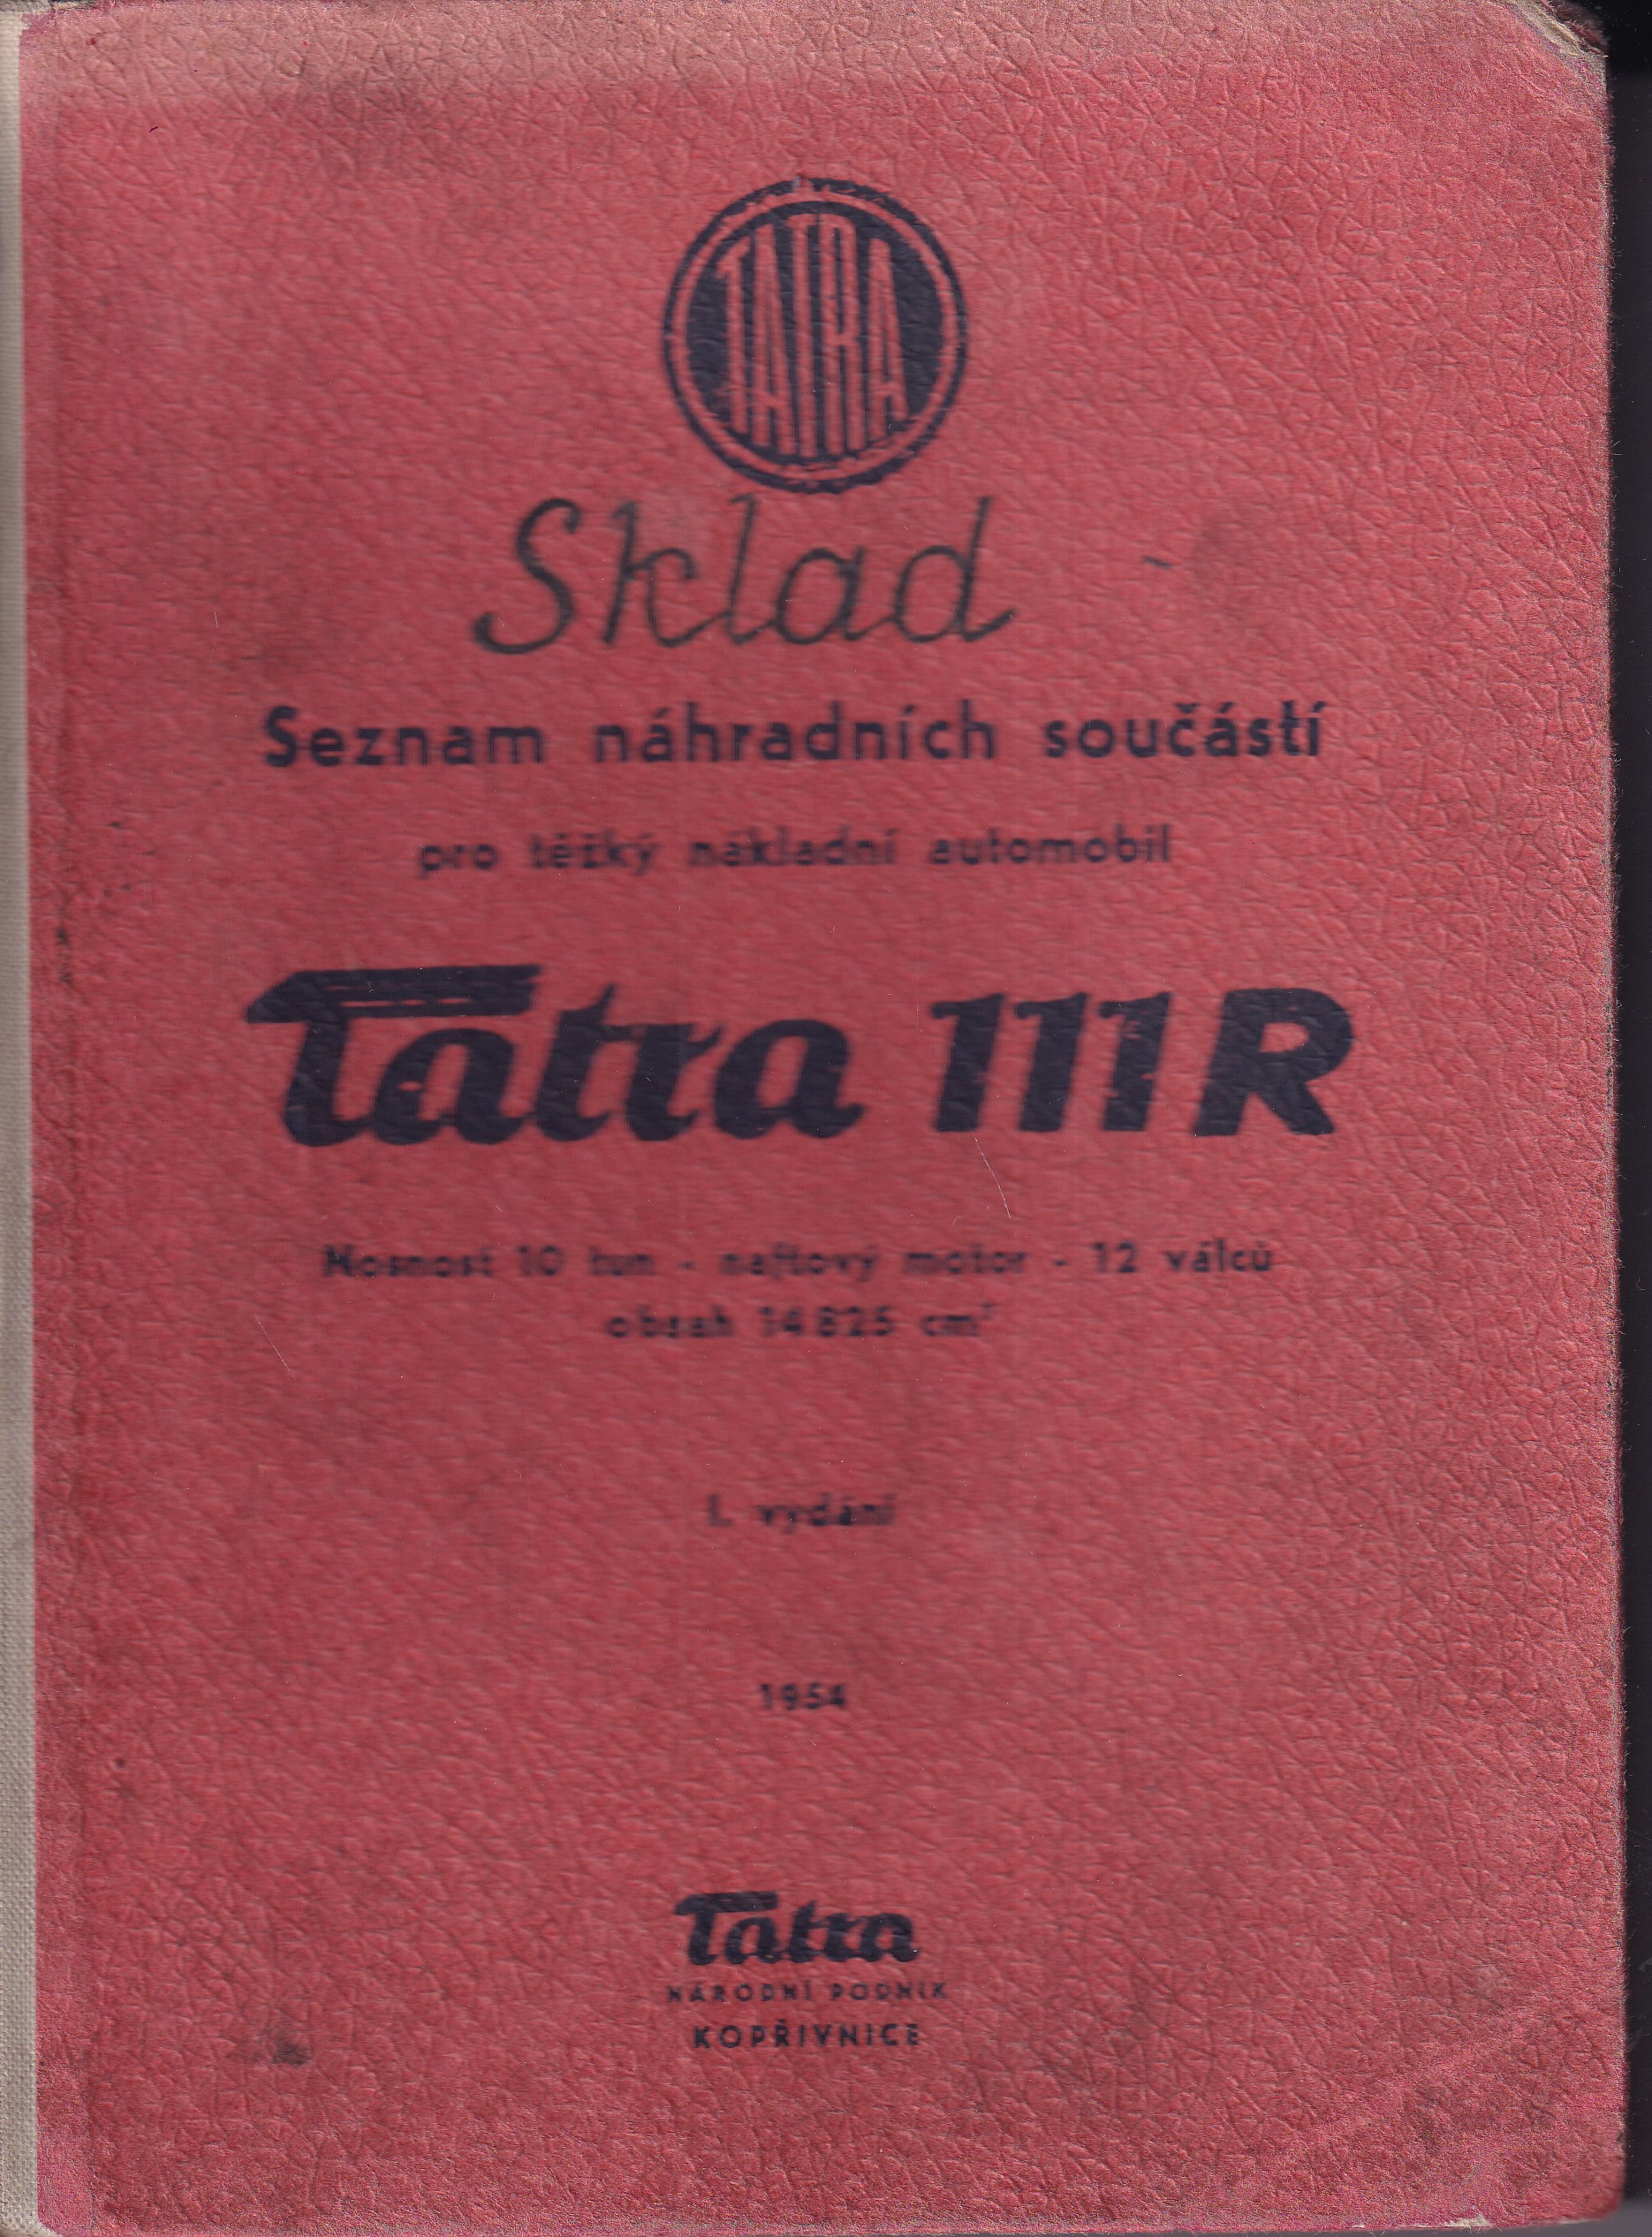 TATRA
Sklad
Seznam náhradních součástí
pro těžký nákladní automobil
Tatra 111 R
Nosnost 10 tun - naftový motor - 12 válců
obsah 14 825 cm³
I. vydání
1954
Tatra
NÁRODNÍ PODNIK
KOPŘIVNICE